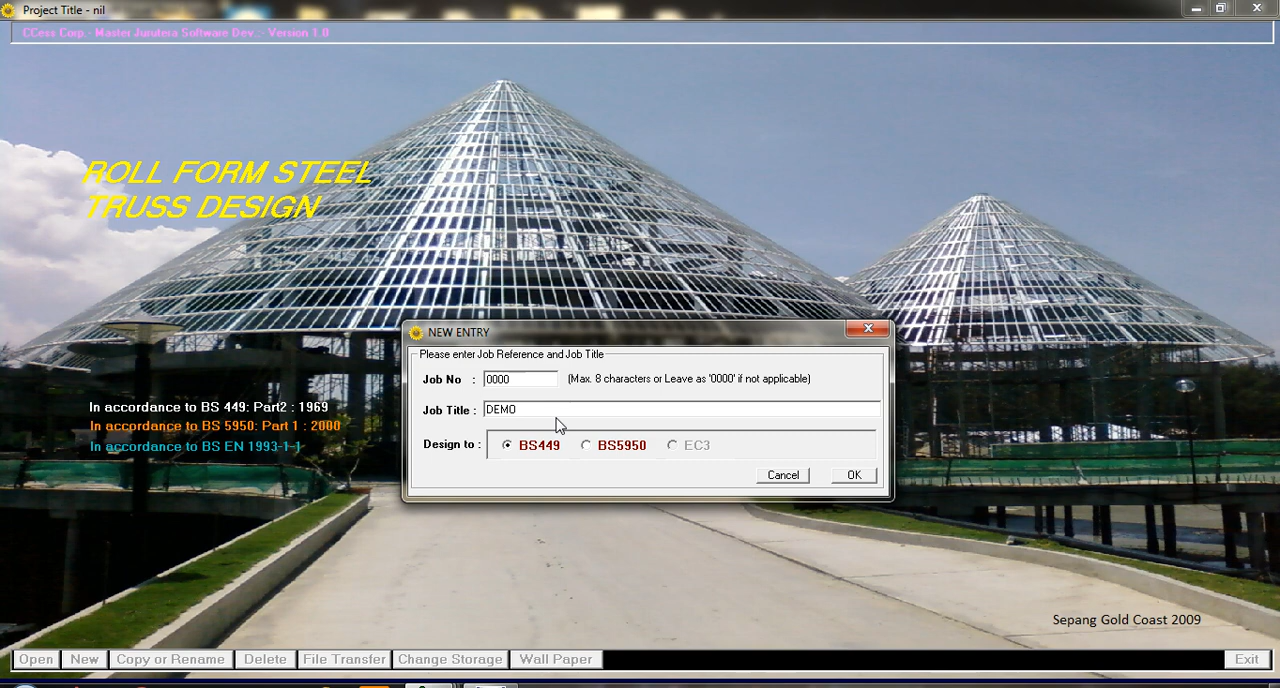 Project Title - nil
CCess Corp.- Master Jurutera Software Dev.:- Version 1.0
ROLL FORM STEEL
TRUSS DESIGN
NEW ENTRY
Please enter Job Reference and Job Title
Job No : 0000 (Max. 8 characters or Leave as '0000' if not applicable)
Job Title : DEMO
Design to : BS449 BS5950 EC3
Cancel OK
In accordance to BS 449: Part2 : 1969
In accordance to BS 5950: Part 1 : 2000
In accordance to BS EN 1993-1-1
Sepang Gold Coast 2009
Open New Copy or Rename Delete File Transfer Change Storage Wall Paper Exit